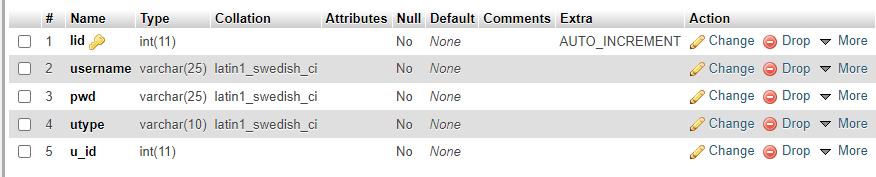 # Name Type Collation Attributes Null Default Comments Extra Action
1 lid int(11) No None AUTO_INCREMENT Change Drop More
2 username varchar(25) latin1_swedish_ci No None Change Drop More
3 pwd varchar(25) latin1_swedish_ci No None Change Drop More
4 utype varchar(10) latin1_swedish_ci No None Change Drop More
5 u_id int(11) No None Change Drop More